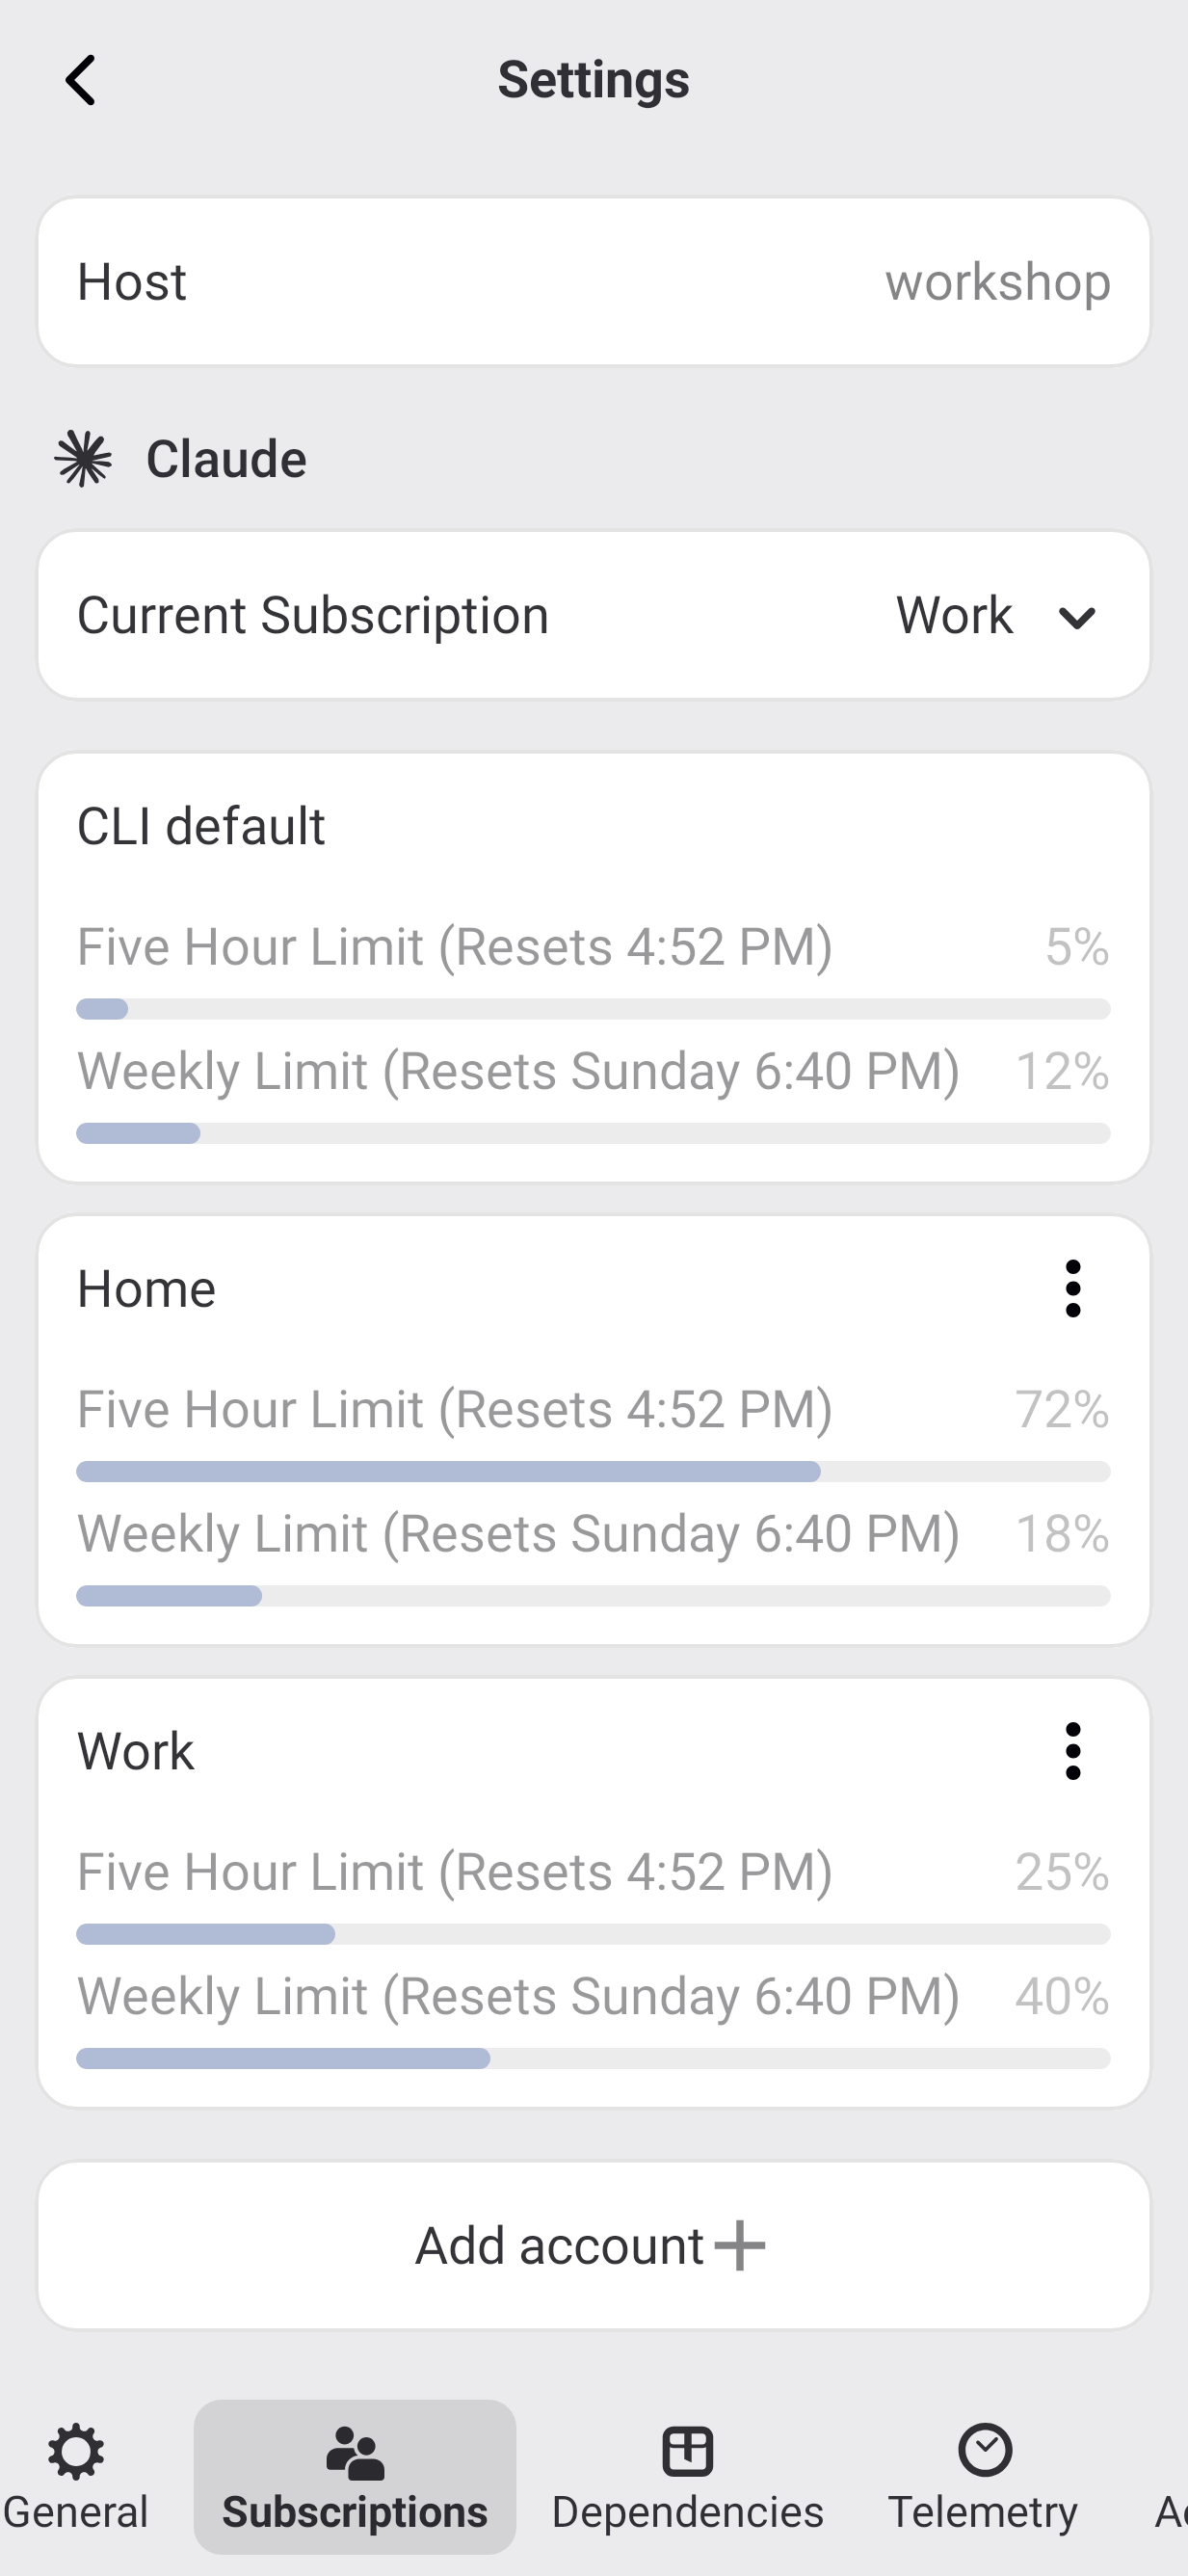 Settings
Host workshop
Claude
Current Subscription Work
CLI default
Five Hour Limit (Resets 4:52 PM) 5%
Weekly Limit (Resets Sunday 6:40 PM) 12%
Home
Five Hour Limit (Resets 4:52 PM) 72%
Weekly Limit (Resets Sunday 6:40 PM) 18%
Work
Five Hour Limit (Resets 4:52 PM) 25%
Weekly Limit (Resets Sunday 6:40 PM) 40%
Add account
General Subscriptions Dependencies Telemetry